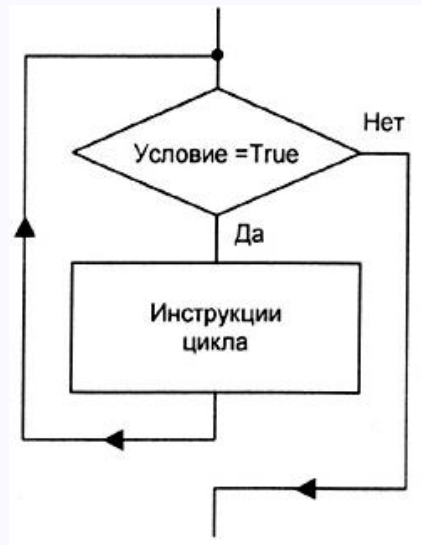 Условие =True
Нет
Да
Инструкции
цикла